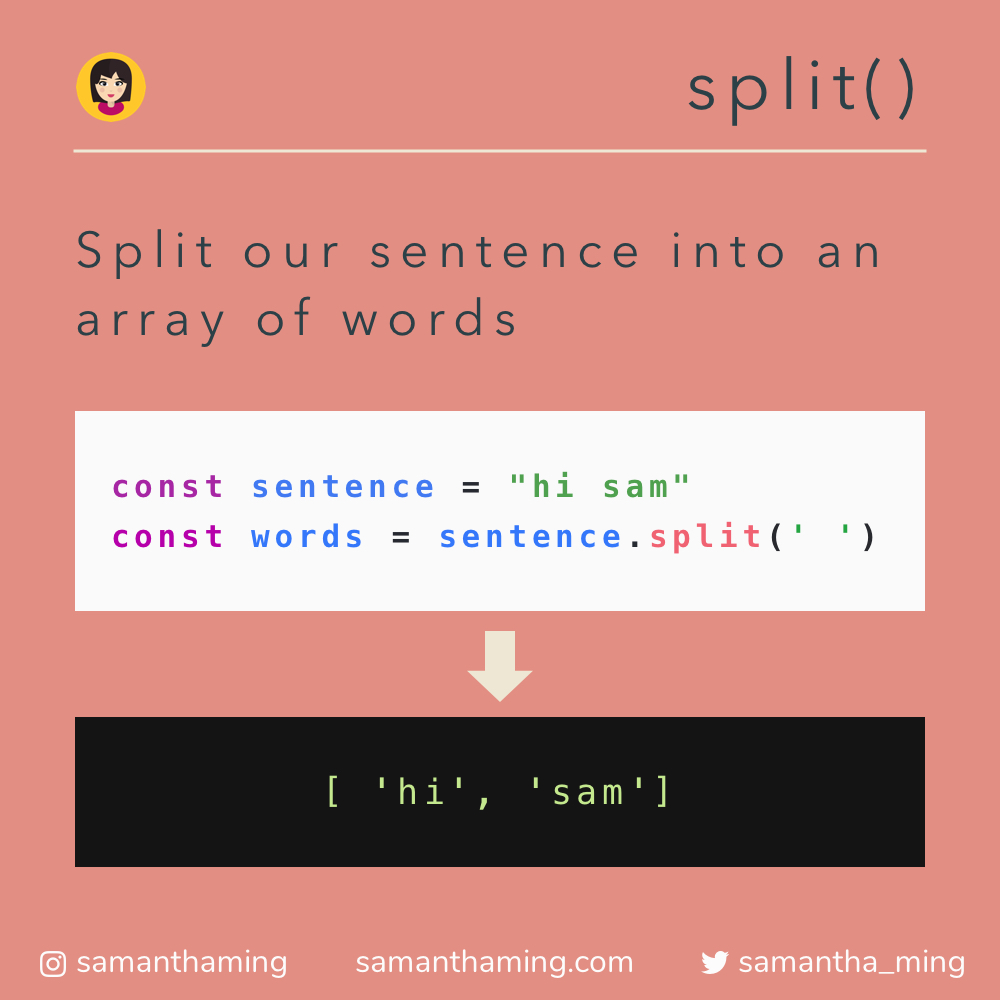 split()
Split our sentence into an
array of words
const sentence = "hi sam"
const words = sentence.split(' ')
[ 'hi', 'sam']
samanthaming samanthaming.com samantha_ming